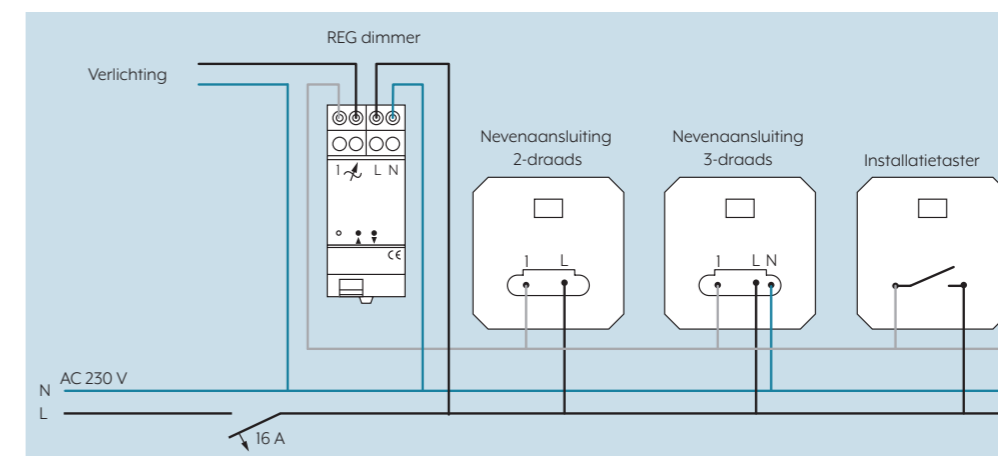 REG dimmer
Verlichting
Nevenaansluiting
2-draads
Nevenaansluiting
3-draads
Installatietaster
1 L N
CE
1 L
1 L N
AC 230 V
N
L
16 A